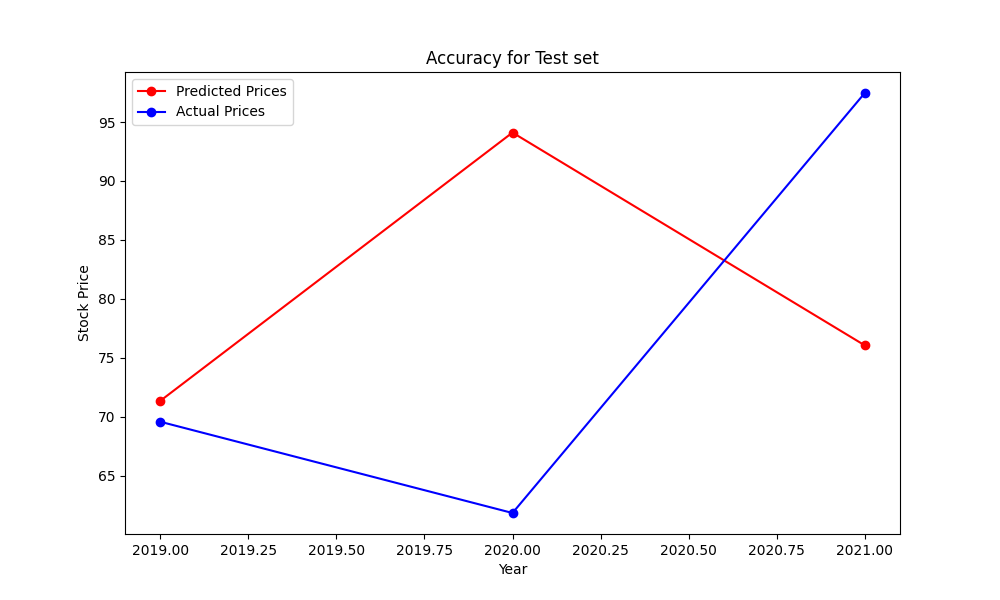 Accuracy for Test set
Predicted Prices
Actual Prices
95
90
85
80
75
70
65
Stock Price
2019.00 2019.25 2019.50 2019.75 2020.00 2020.25 2020.50 2020.75 2021.00
Year